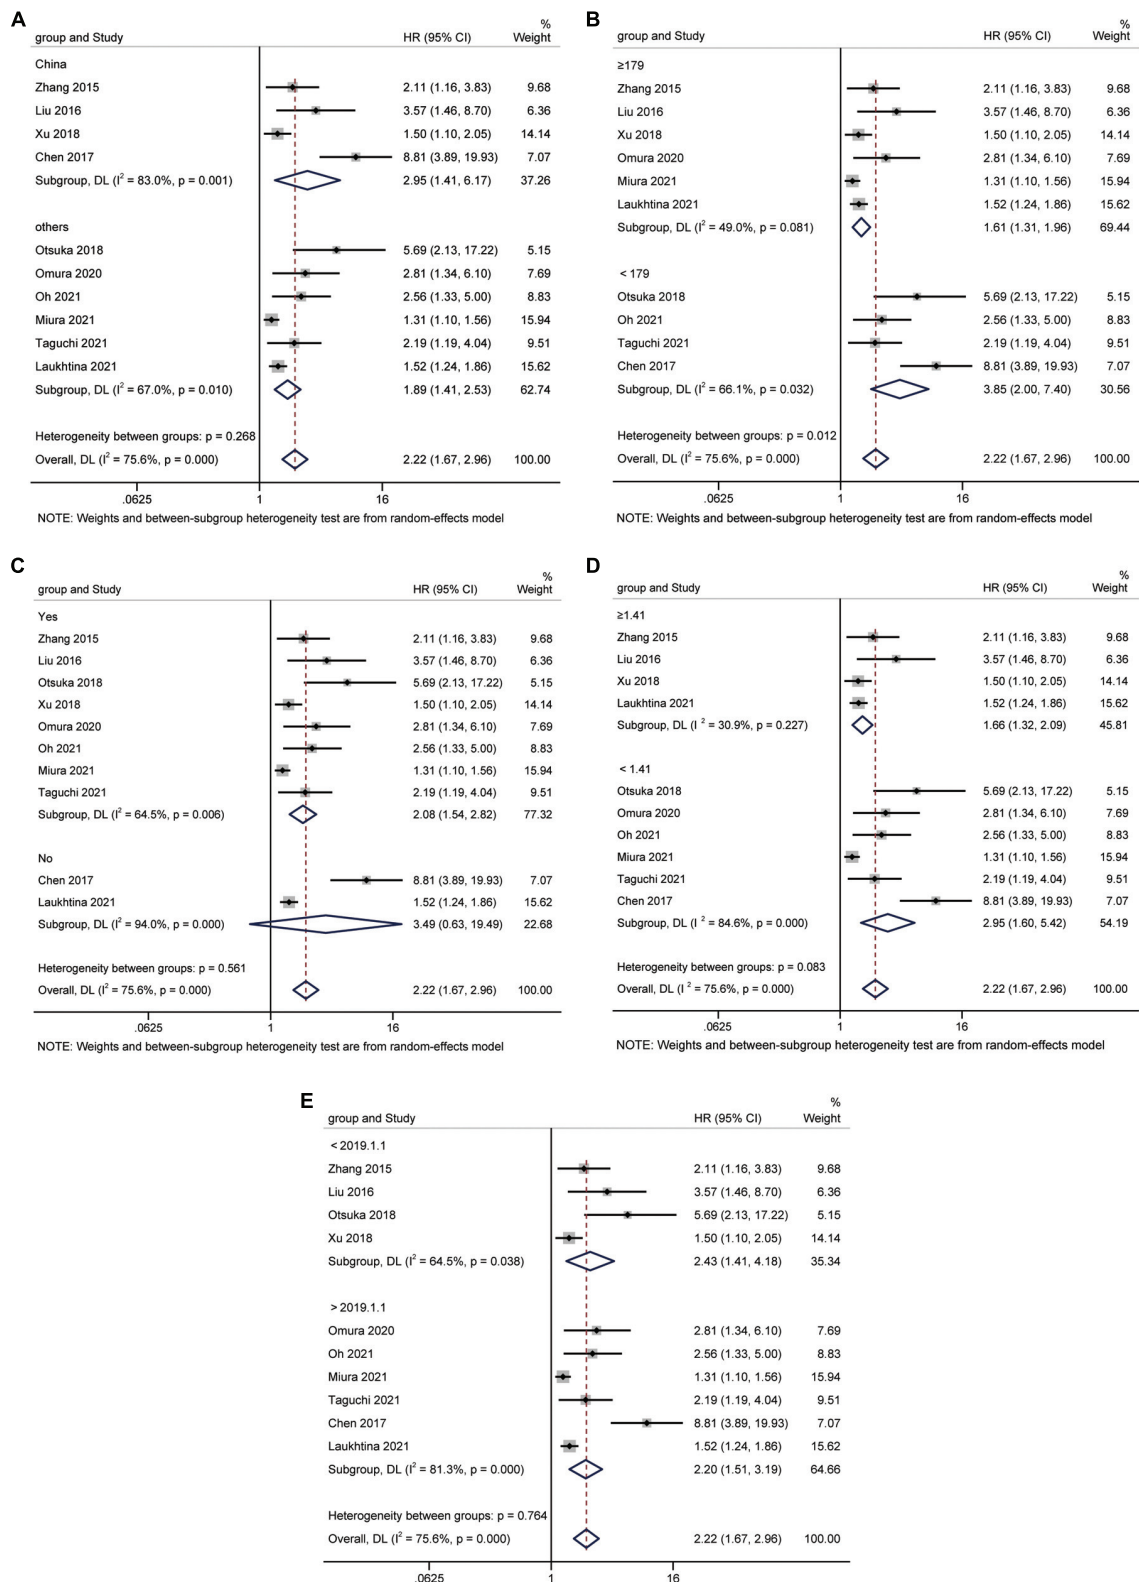 A
%
group and Study HR (95% CI) Weight
China
Zhang 2015 2.11 (1.16, 3.83) 9.68
Liu 2016 3.57 (1.46, 8.70) 6.36
Xu 2018 1.50 (1.10, 2.05) 14.14
Chen 2017 8.81 (3.89, 19.93) 7.07
Subgroup, DL (I² = 83.0%, p = 0.001) 2.95 (1.41, 6.17) 37.26
others
Otsuka 2018 5.69 (2.13, 17.22) 5.15
Omura 2020 2.81 (1.34, 6.10) 7.69
Oh 2021 2.56 (1.33, 5.00) 8.83
Miura 2021 1.31 (1.10, 1.56) 15.94
Taguchi 2021 2.19 (1.19, 4.04) 9.51
Laukhtina 2021 1.52 (1.24, 1.86) 15.62
Subgroup, DL (I² = 67.0%, p = 0.010) 1.89 (1.41, 2.53) 62.74
Heterogeneity between groups: p = 0.268
Overall, DL (I² = 75.6%, p = 0.000) 2.22 (1.67, 2.96) 100.00
.0625 1 16
NOTE: Weights and between-subgroup heterogeneity test are from random-effects model
B
%
group and Study HR (95% CI) Weight
≥179
Zhang 2015 2.11 (1.16, 3.83) 9.68
Liu 2016 3.57 (1.46, 8.70) 6.36
Xu 2018 1.50 (1.10, 2.05) 14.14
Omura 2020 2.81 (1.34, 6.10) 7.69
Miura 2021 1.31 (1.10, 1.56) 15.94
Laukhtina 2021 1.52 (1.24, 1.86) 15.62
Subgroup, DL (I² = 49.0%, p = 0.081) 1.61 (1.31, 1.96) 69.44
< 179
Otsuka 2018 5.69 (2.13, 17.22) 5.15
Oh 2021 2.56 (1.33, 5.00) 8.83
Taguchi 2021 2.19 (1.19, 4.04) 9.51
Chen 2017 8.81 (3.89, 19.93) 7.07
Subgroup, DL (I² = 66.1%, p = 0.032) 3.85 (2.00, 7.40) 30.56
Heterogeneity between groups: p = 0.012
Overall, DL (I² = 75.6%, p = 0.000) 2.22 (1.67, 2.96) 100.00
.0625 1 16
NOTE: Weights and between-subgroup heterogeneity test are from random-effects model
C
%
group and Study HR (95% CI) Weight
Yes
Zhang 2015 2.11 (1.16, 3.83) 9.68
Liu 2016 3.57 (1.46, 8.70) 6.36
Otsuka 2018 5.69 (2.13, 17.22) 5.15
Xu 2018 1.50 (1.10, 2.05) 14.14
Omura 2020 2.81 (1.34, 6.10) 7.69
Oh 2021 2.56 (1.33, 5.00) 8.83
Miura 2021 1.31 (1.10, 1.56) 15.94
Taguchi 2021 2.19 (1.19, 4.04) 9.51
Subgroup, DL (I² = 64.5%, p = 0.006) 2.08 (1.54, 2.82) 77.32
No
Chen 2017 8.81 (3.89, 19.93) 7.07
Laukhtina 2021 1.52 (1.24, 1.86) 15.62
Subgroup, DL (I² = 94.0%, p = 0.000) 3.49 (0.63, 19.49) 22.68
Heterogeneity between groups: p = 0.561
Overall, DL (I² = 75.6%, p = 0.000) 2.22 (1.67, 2.96) 100.00
.0625 1 16
NOTE: Weights and between-subgroup heterogeneity test are from random-effects model
D
%
group and Study HR (95% CI) Weight
≥1.41
Zhang 2015 2.11 (1.16, 3.83) 9.68
Liu 2016 3.57 (1.46, 8.70) 6.36
Xu 2018 1.50 (1.10, 2.05) 14.14
Laukhtina 2021 1.52 (1.24, 1.86) 15.62
Subgroup, DL (I ² = 30.9%, p = 0.227) 1.66 (1.32, 2.09) 45.81
< 1.41
Otsuka 2018 5.69 (2.13, 17.22) 5.15
Omura 2020 2.81 (1.34, 6.10) 7.69
Oh 2021 2.56 (1.33, 5.00) 8.83
Miura 2021 1.31 (1.10, 1.56) 15.94
Taguchi 2021 2.19 (1.19, 4.04) 9.51
Chen 2017 8.81 (3.89, 19.93) 7.07
Subgroup, DL (I ² = 84.6%, p = 0.000) 2.95 (1.60, 5.42) 54.19
Heterogeneity between groups: p = 0.083
Overall, DL (I ² = 75.6%, p = 0.000) 2.22 (1.67, 2.96) 100.00
.0625 1 16
NOTE: Weights and between-subgroup heterogeneity test are from random-effects model
E
%
group and Study HR (95% CI) Weight
< 2019.1.1
Zhang 2015 2.11 (1.16, 3.83) 9.68
Liu 2016 3.57 (1.46, 8.70) 6.36
Otsuka 2018 5.69 (2.13, 17.22) 5.15
Xu 2018 1.50 (1.10, 2.05) 14.14
Subgroup, DL (I² = 64.5%, p = 0.038) 2.43 (1.41, 4.18) 35.34
> 2019.1.1
Omura 2020 2.81 (1.34, 6.10) 7.69
Oh 2021 2.56 (1.33, 5.00) 8.83
Miura 2021 1.31 (1.10, 1.56) 15.94
Taguchi 2021 2.19 (1.19, 4.04) 9.51
Chen 2017 8.81 (3.89, 19.93) 7.07
Laukhtina 2021 1.52 (1.24, 1.86) 15.62
Subgroup, DL (I² = 81.3%, p = 0.000) 2.20 (1.51, 3.19) 64.66
Heterogeneity between groups: p = 0.764
Overall, DL (I² = 75.6%, p = 0.000) 2.22 (1.67, 2.96) 100.00
.0625 1 16